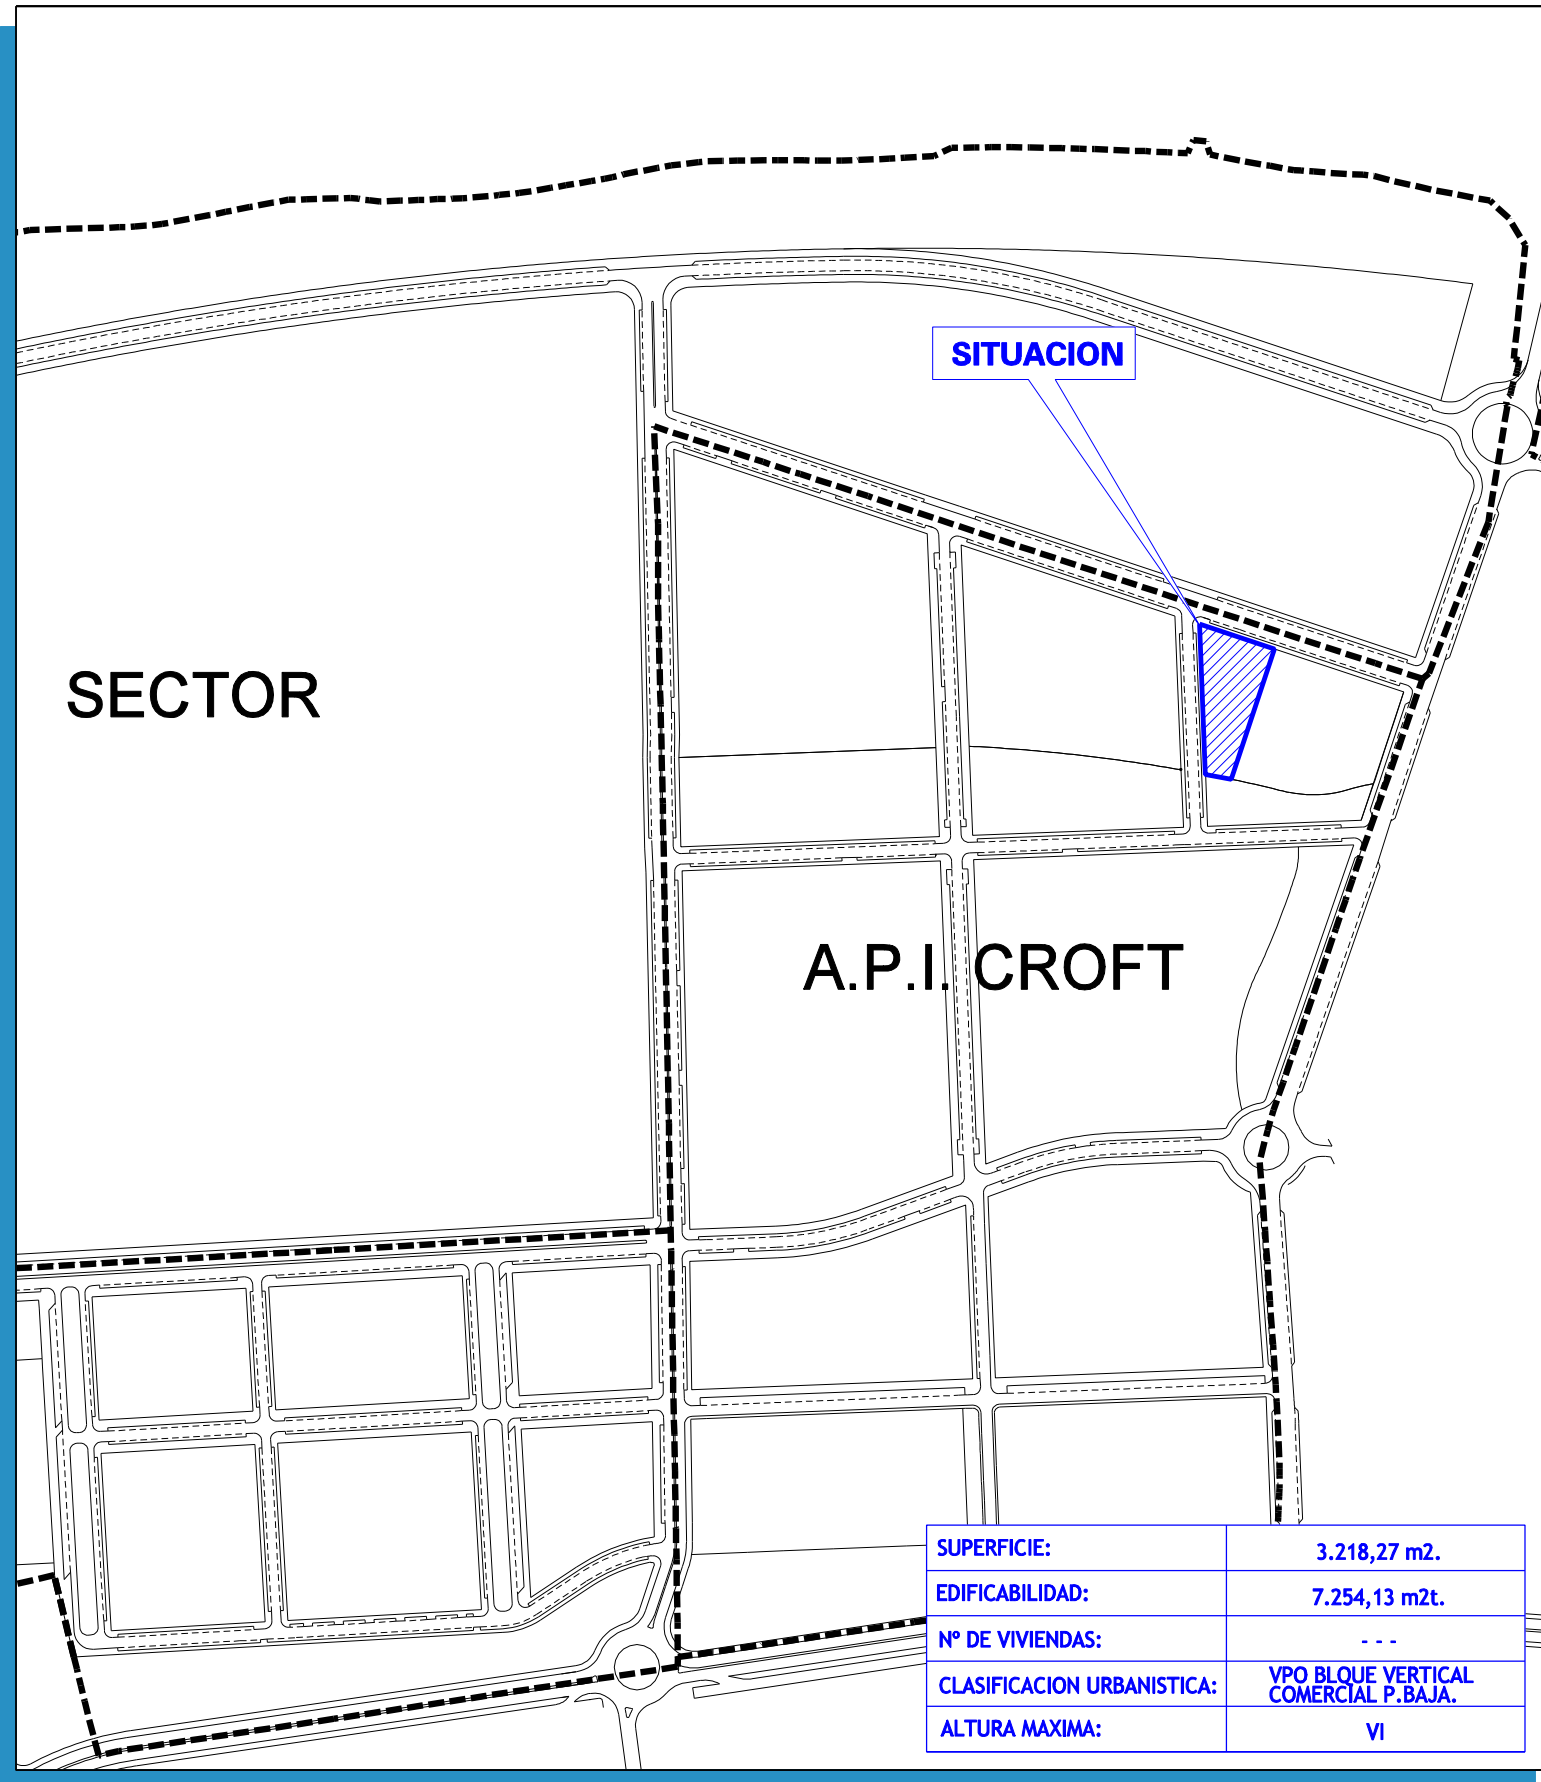 SITUACION
SECTOR
A.P.I. CROFT
SUPERFICIE: 3.218,27 m2.
EDIFICABILIDAD: 7.254,13 m2t.
Nº DE VIVIENDAS: - - -
CLASIFICACION URBANISTICA: VPO BLQUE VERTICAL
COMERCIAL P.BAJA.
ALTURA MAXIMA: VI